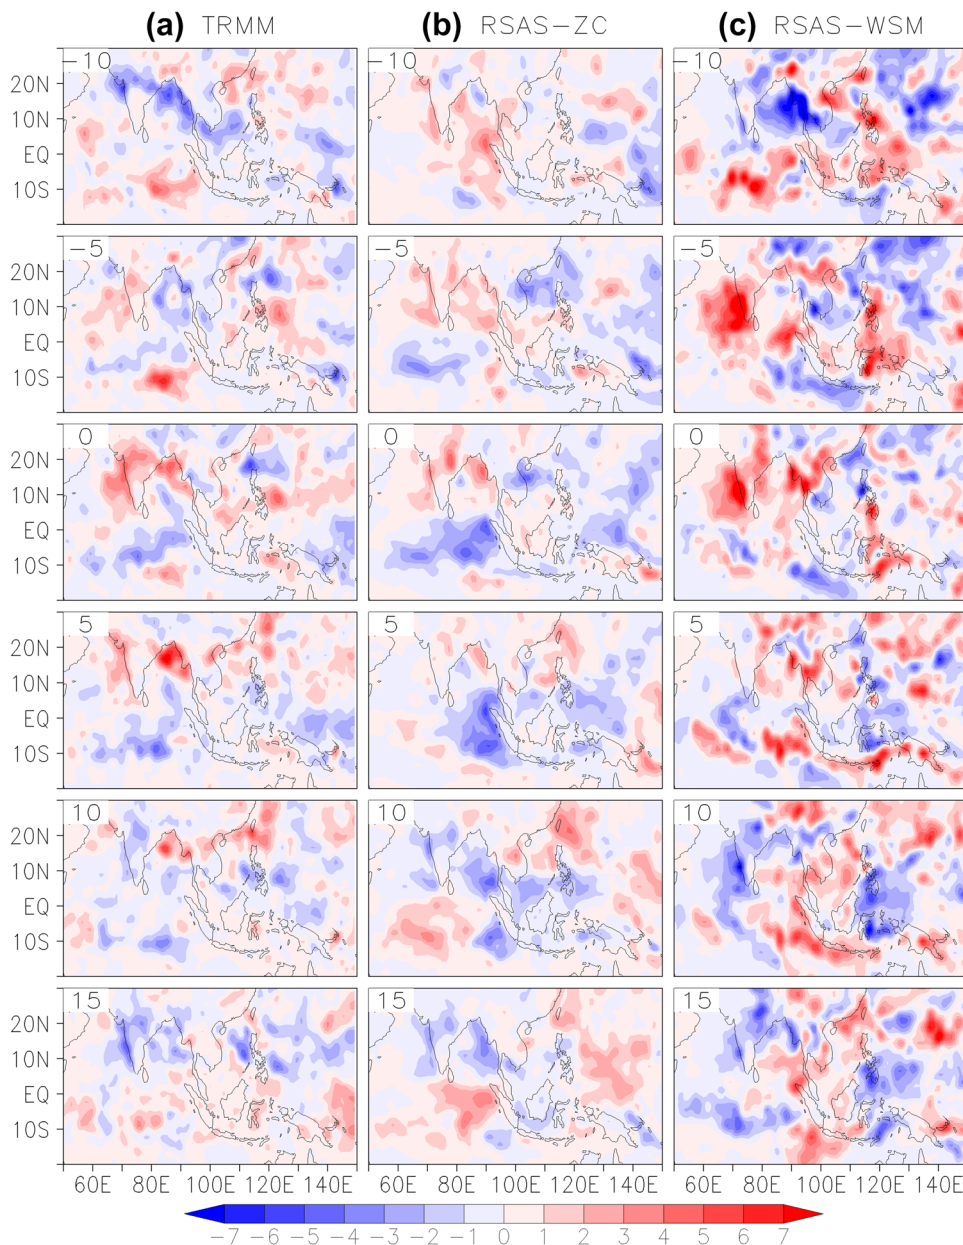 (a) TRMM (b) RSAS-ZC (c) RSAS-WSM
-10 -10 -10
20N
10N
EQ
10S
-5 -5 -5
20N
10N
EQ
10S
0 0 0
20N
10N
EQ
10S
5 5 5
20N
10N
EQ
10S
10 10 10
20N
10N
EQ
10S
15 15 15
20N
10N
EQ
10S
60E 80E 100E 120E 140E 60E 80E 100E 120E 140E 60E 80E 100E 120E 140E
-7 -6 -5 -4 -3 -2 -1 0 1 2 3 4 5 6 7